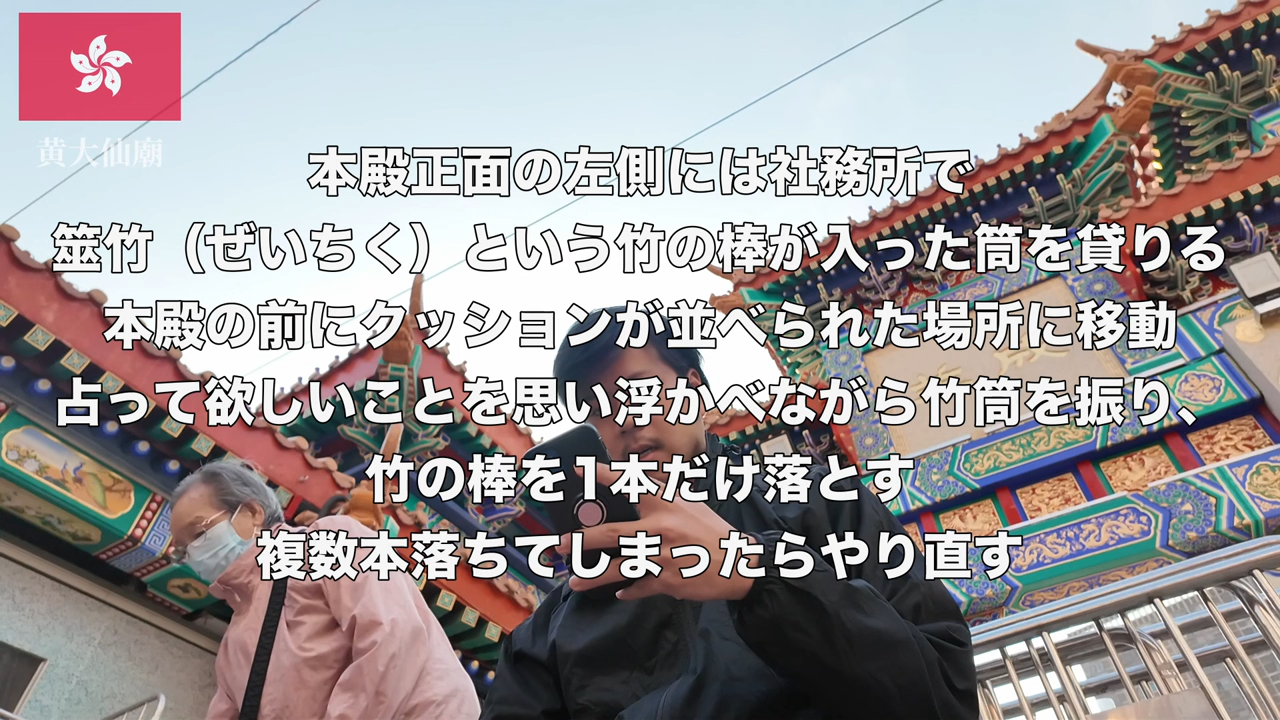 黄大仙廟
本殿正面の左側には社務所で
筮竹（ぜいちく）という竹の棒が入った筒を貸りる
本殿の前にクッションが並べられた場所に移動
占って欲しいことを思い浮かべながら竹筒を振り、
竹の棒を1本だけ落とす
複数本落ちてしまったらやり直す